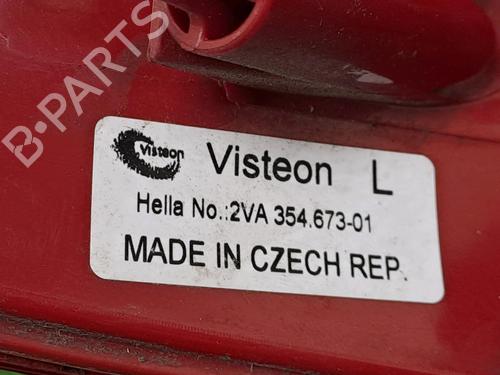 B-PARTS
Visteon Visteon L
Hella No.:2VA 354.673-01
MADE IN CZECH REP.